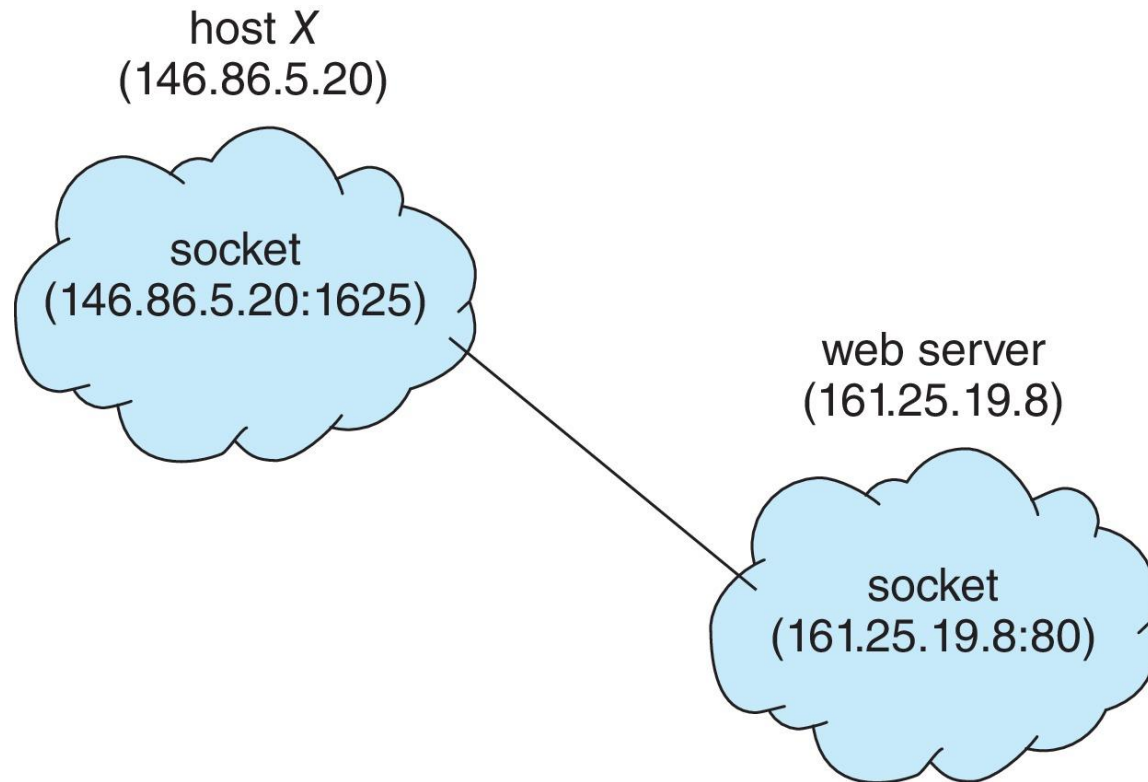 host X
(146.86.5.20)
socket
(146.86.5.20:1625)
web server
(161.25.19.8)
socket
(161.25.19.8:80)